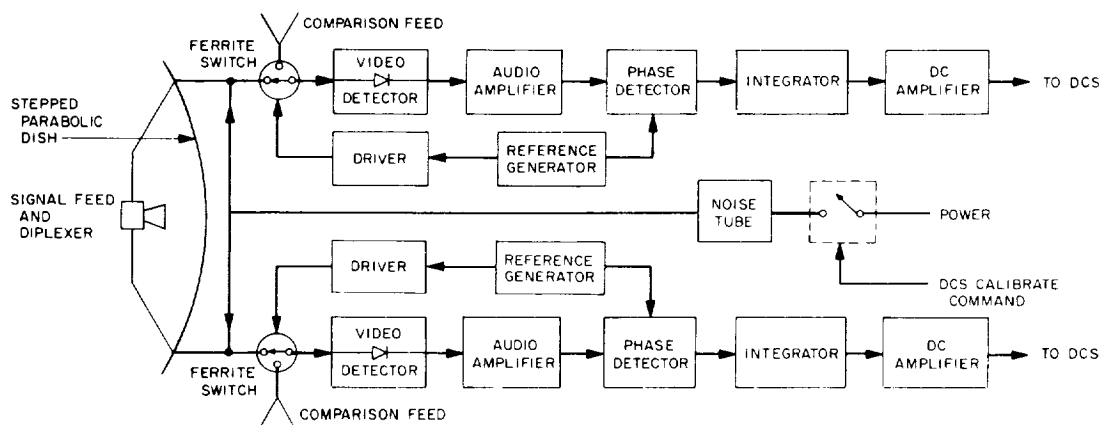 COMPARISON FEED
FERRITE
SWITCH
VIDEO
DETECTOR
AUDIO
AMPLIFIER
PHASE
DETECTOR
INTEGRATOR
DC
AMPLIFIER
TO DCS
STEPPED
PARABOLIC
DISH
DRIVER
REFERENCE
GENERATOR
SIGNAL FEED
AND
DIPLEXER
NOISE
TUBE
POWER
DRIVER
REFERENCE
GENERATOR
DCS CALIBRATE
COMMAND
FERRITE
SWITCH
VIDEO
DETECTOR
AUDIO
AMPLIFIER
PHASE
DETECTOR
INTEGRATOR
DC
AMPLIFIER
TO DCS
COMPARISON FEED